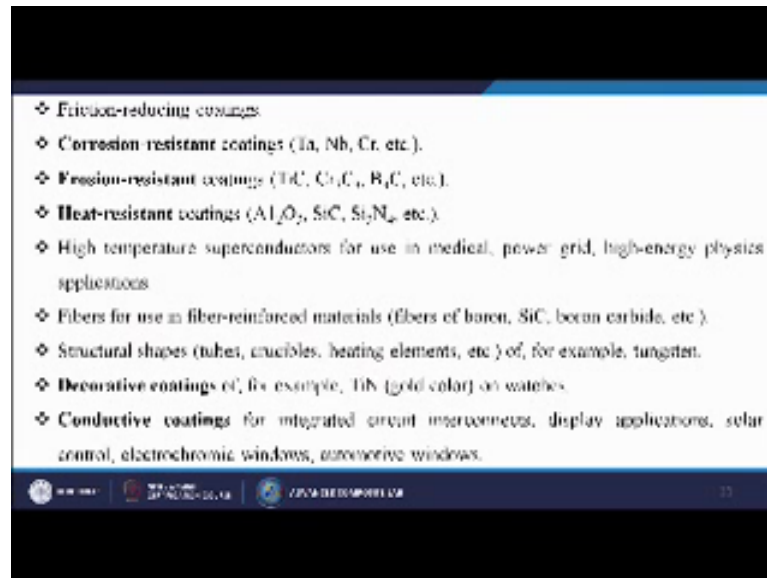 ❖ Friction-reducing coatings.
❖ Corrosion-resistant coatings (Ta, Nb, Cr, etc.).
❖ Erosion-resistant coatings (TiC, Cr₃C₂, B₄C, etc.).
❖ Heat-resistant coatings (Al₂O₃, SiC, Si₃N₄, etc.).
❖ High temperature superconductors for use in medical, power grid, high-energy physics
applications
❖ Fibers for use in fiber-reinforced materials (fibers of boron, SiC, boron carbide, etc.).
❖ Structural shapes (tubes, crucibles, heating elements, etc.) of, for example, tungsten.
❖ Decorative coatings of, for example, TiN (gold color) on watches.
❖ Conductive coatings for integrated circuit interconnects, display applications, solar
control, electrochromic windows, automotive windows.
ADVANCED COMPOSITE LAB